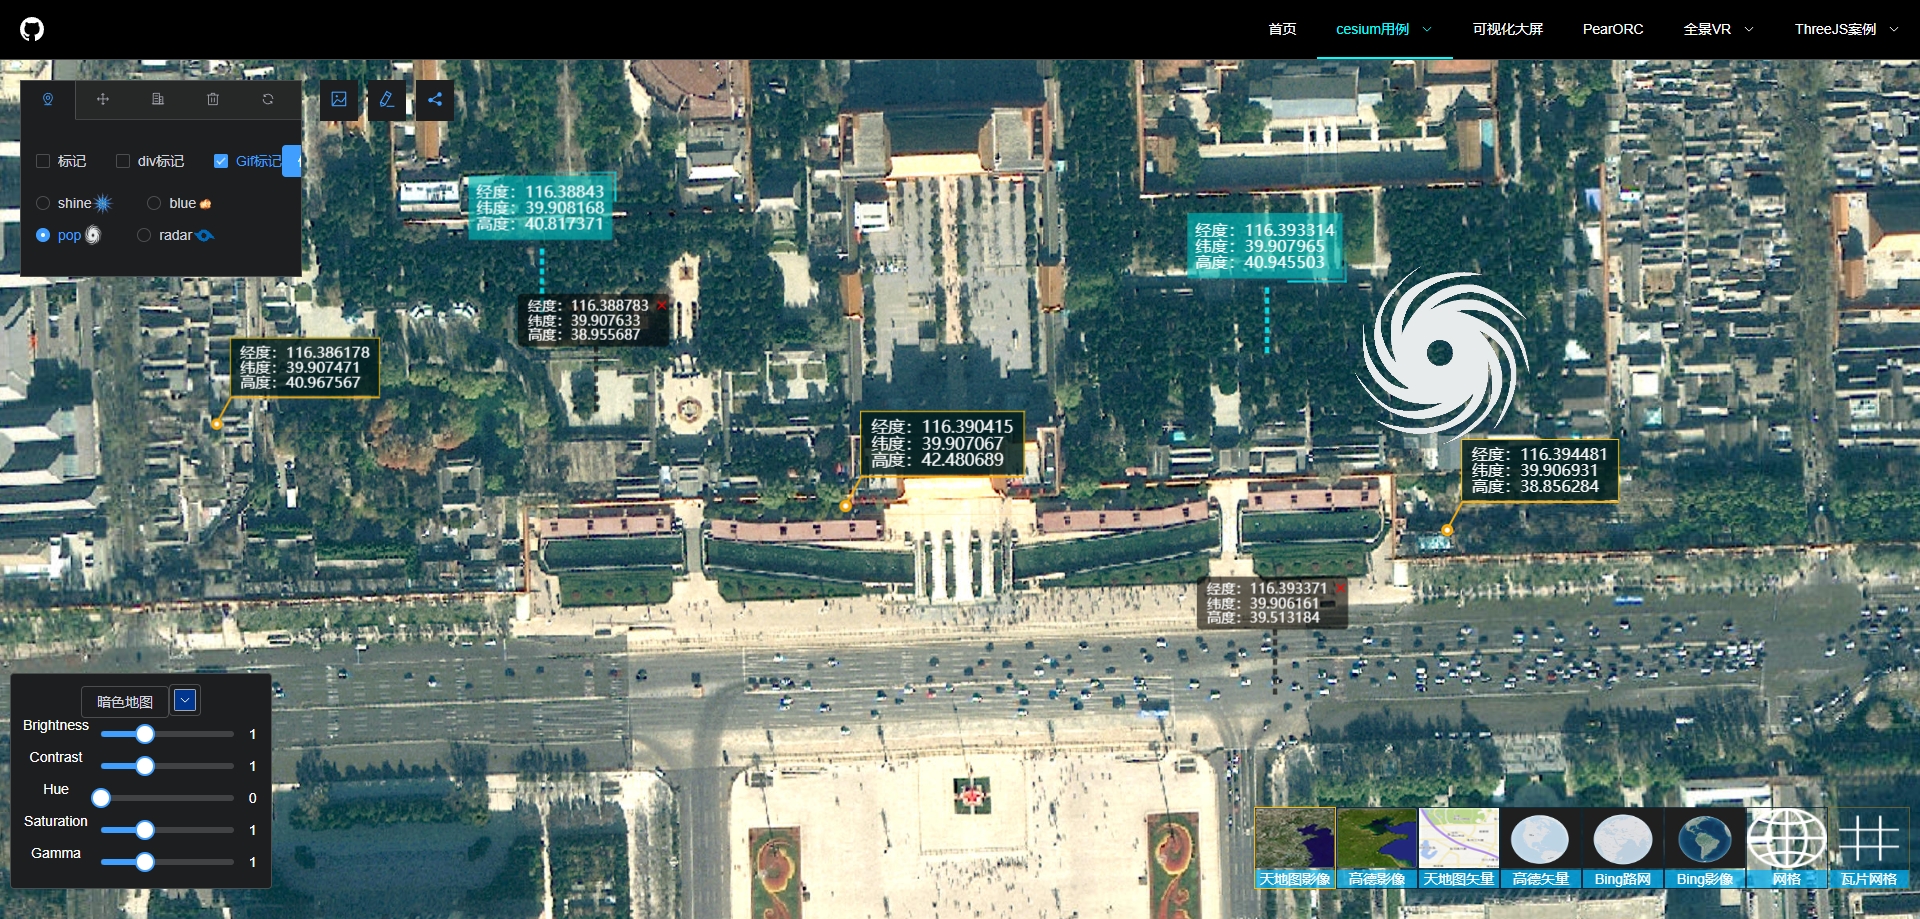 首页
cesium用例
可视化大屏
PearORC
全景VR
ThreeJS案例
标记
div标记
Gif标记
shine
blue
pop
radar
经度：116.38843
纬度：39.908168
高度：40.817371
经度：116.393314
纬度：39.907965
高度：40.945503
经度：116.388783
纬度：39.907633
高度：38.955687
经度：116.386178
纬度：39.907471
高度：40.967567
经度：116.390415
纬度：39.907067
高度：42.480689
经度：116.394481
纬度：39.906931
高度：38.856284
经度：116.393371
纬度：39.906161
高度：39.513184
暗色地图
Brightness 1
Contrast 1
Hue 0
Saturation 1
Gamma 1
天地图影像
高德影像
天地图矢量
高德矢量
Bing路网
Bing影像
网格
瓦片网格